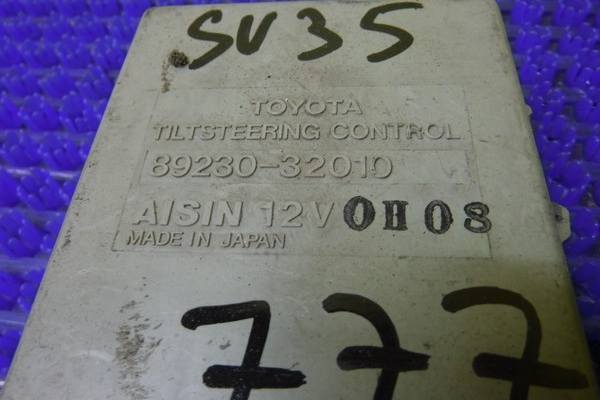 SV35
TOYOTA
TILTSTEERING CONTROL
89230-32010
AISIN 12V 0H08
MADE IN JAPAN
777